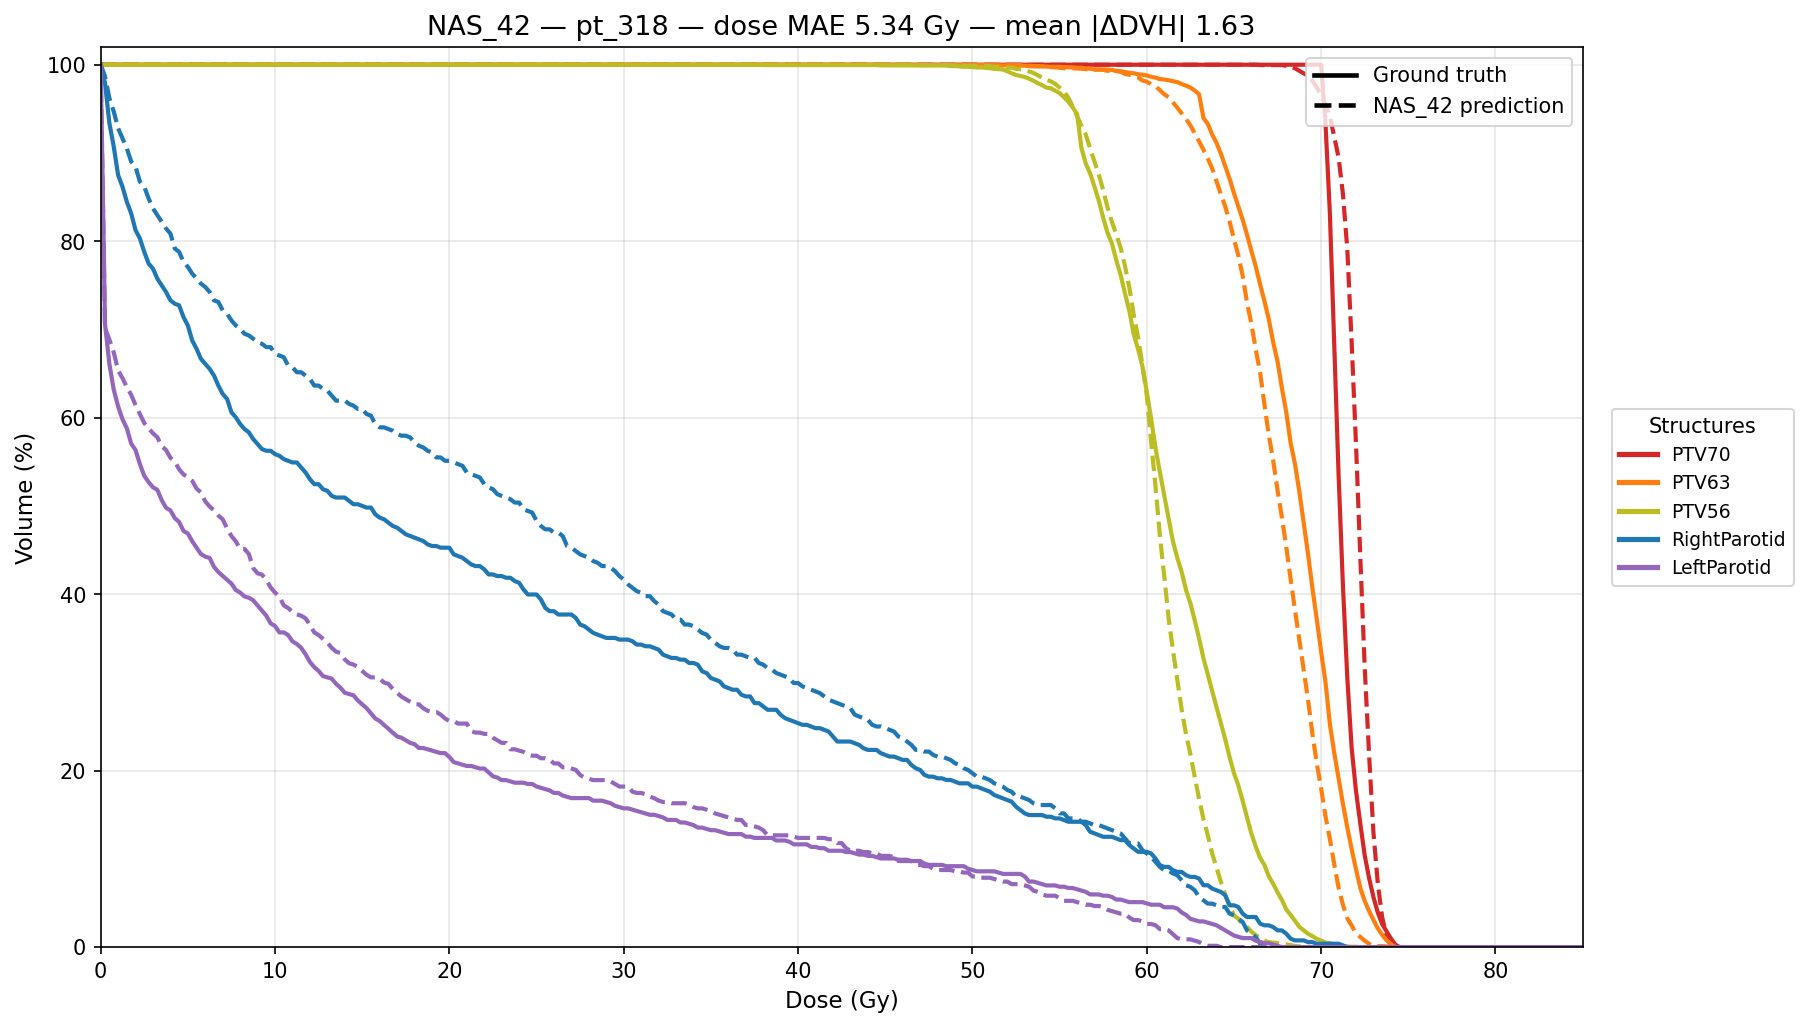 NAS_42 — pt_318 — dose MAE 5.34 Gy — mean |ΔDVH| 1.63
Ground truth
NAS_42 prediction
Volume (%)
100
80
60
40
20
0
0 10 20 30 40 50 60 70 80
Dose (Gy)
Structures
PTV70
PTV63
PTV56
RightParotid
LeftParotid